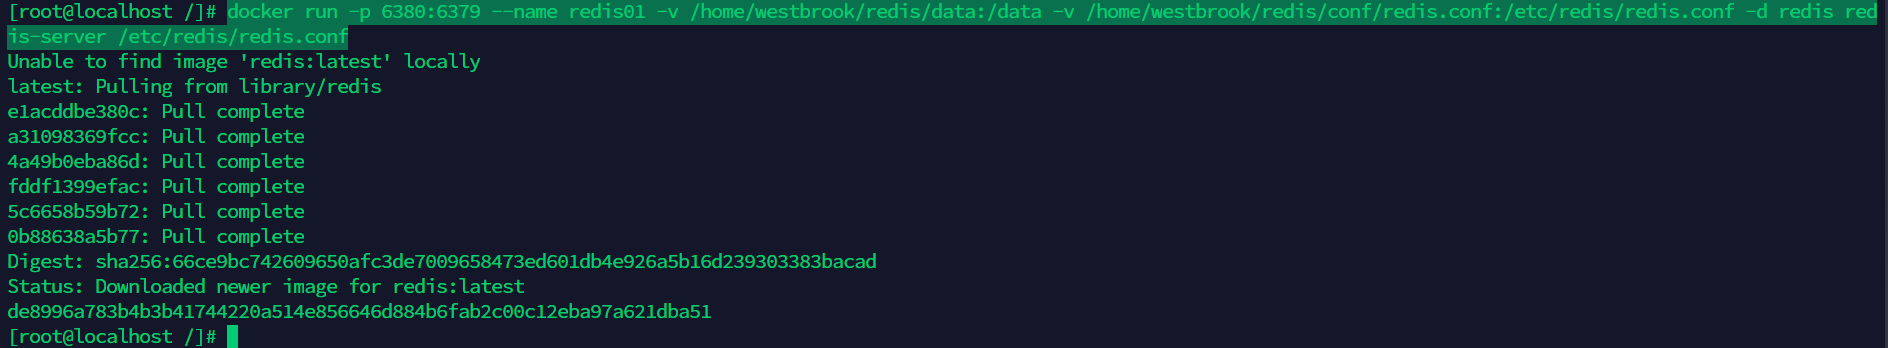 [root@localhost /]# docker run -p 6380:6379 --name redis01 -v /home/westbrook/redis/data:/data -v /home/westbrook/redis/conf/redis.conf:/etc/redis/redis.conf -d redis red
is-server /etc/redis/redis.conf
Unable to find image 'redis:latest' locally
latest: Pulling from library/redis
e1acddbe380c: Pull complete
a31098369fcc: Pull complete
4a49b0eba86d: Pull complete
fddf1399efac: Pull complete
5c6658b59b72: Pull complete
0b88638a5b77: Pull complete
Digest: sha256:66ce9bc742609650afc3de7009658473ed601db4e926a5b16d239303383bacad
Status: Downloaded newer image for redis:latest
de8996a783b4b3b41744220a514e856646d884b6fab2c00c12eba97a621dba51
[root@localhost /]#